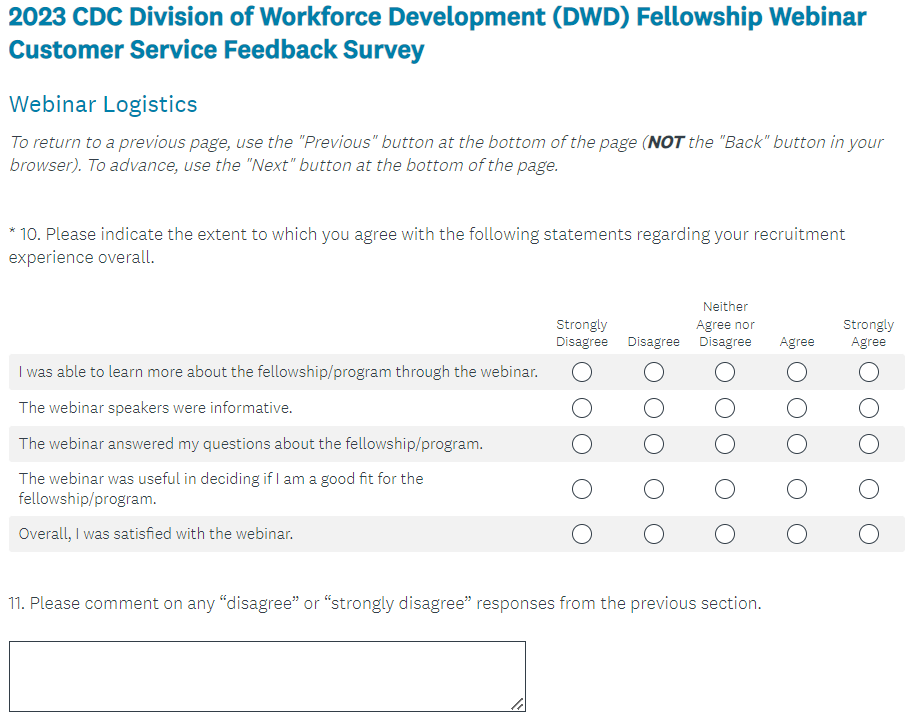 2023 CDC Division of Workforce Development (DWD) Fellowship Webinar
Customer Service Feedback Survey
Webinar Logistics
To return to a previous page, use the "Previous" button at the bottom of the page (NOT the "Back" button in your
browser). To advance, use the "Next" button at the bottom of the page.
* 10. Please indicate the extent to which you agree with the following statements regarding your recruitment
experience overall.
Strongly Disagree
Disagree
Neither Agree nor Disagree
Agree
Strongly Agree
I was able to learn more about the fellowship/program through the webinar.
The webinar speakers were informative.
The webinar answered my questions about the fellowship/program.
The webinar was useful in deciding if I am a good fit for the
fellowship/program.
Overall, I was satisfied with the webinar.
11. Please comment on any “disagree” or “strongly disagree” responses from the previous section.